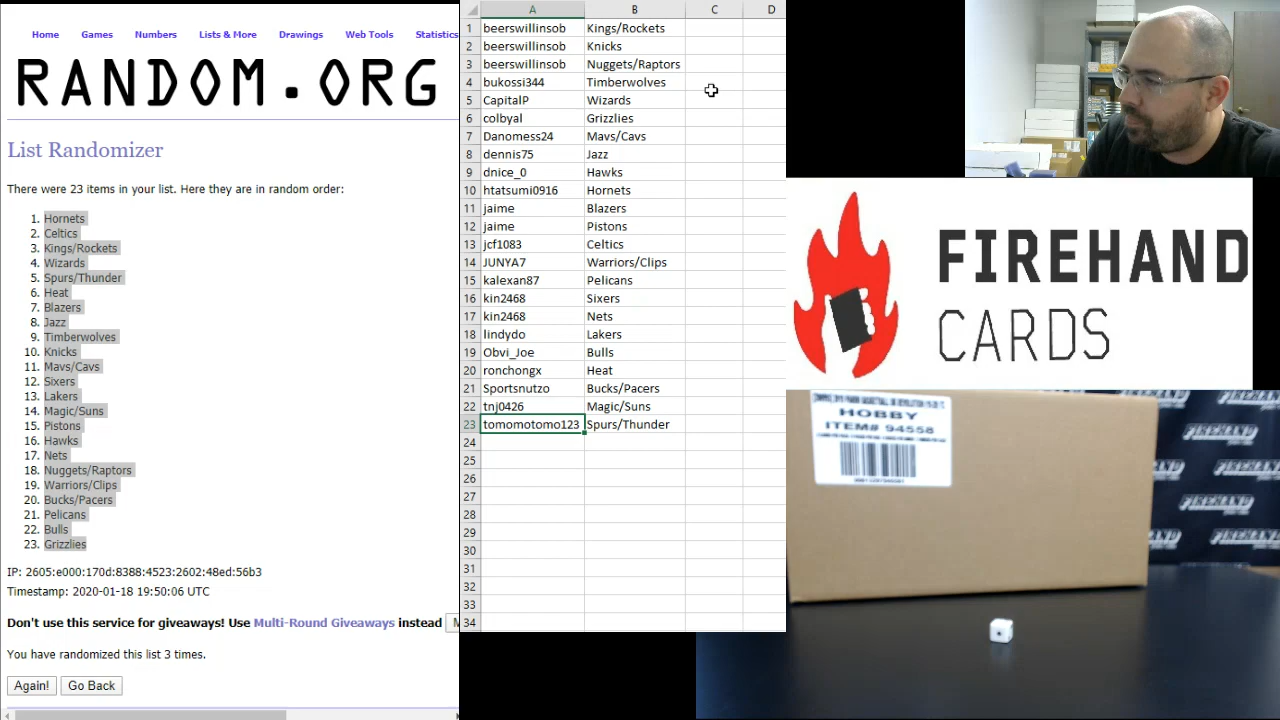 Home Games Numbers Lists & More Drawings Web Tools Statistics
RANDOM.ORG
List Randomizer
There were 23 items in your list. Here they are in random order:
1. Hornets
2. Celtics
3. Kings/Rockets
4. Wizards
5. Spurs/Thunder
6. Heat
7. Blazers
8. Jazz
9. Timberwolves
10. Knicks
11. Mavs/Cavs
12. Sixers
13. Lakers
14. Magic/Suns
15. Pistons
16. Hawks
17. Nets
18. Nuggets/Raptors
19. Warriors/Clips
20. Bucks/Pacers
21. Pelicans
22. Bulls
23. Grizzlies
IP: 2605:e000:170d:8388:4523:2602:48ed:56b3
Timestamp: 2020-01-18 19:50:06 UTC
Don't use this service for giveaways! Use Multi-Round Giveaways instead
You have randomized this list 3 times.
Again! Go Back
A B C D
1 beerswillinsob Kings/Rockets
2 beerswillinsob Knicks
3 beerswillinsob Nuggets/Raptors
4 bukossi344 Timberwolves
5 CapitalP Wizards
6 colbyal Grizzlies
7 Danomess24 Mavs/Cavs
8 dennis75 Jazz
9 dnice_0 Hawks
10 htatsumi0916 Hornets
11 jaime Blazers
12 jaime Pistons
13 jcf1083 Celtics
14 JUNYA7 Warriors/Clips
15 kalexan87 Pelicans
16 kin2468 Sixers
17 kin2468 Nets
18 lindydo Lakers
19 Obvi_Joe Bulls
20 ronchongx Heat
21 Sportsnutzo Bucks/Pacers
22 tnj0426 Magic/Suns
23 tomomotomo123 Spurs/Thunder
24
25
26
27
28
29
30
31
32
33
34
FIREHAND
CARDS
HOBBY
ITEM# 94558
FIREHAND
FIREHAND
FIREHAND
FIREHAND